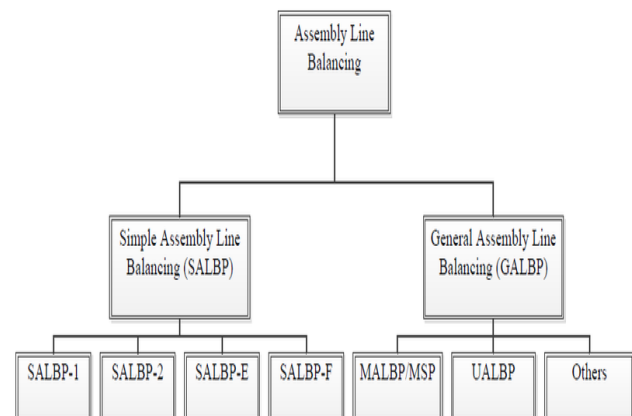 Assembly Line
Balancing
Simple Assembly Line
Balancing (SALBP)
General Assembly Line
Balancing (GALBP)
SALBP-1
SALBP-2
SALBP-E
SALBP-F
MALBP/MSP
UALBP
Others